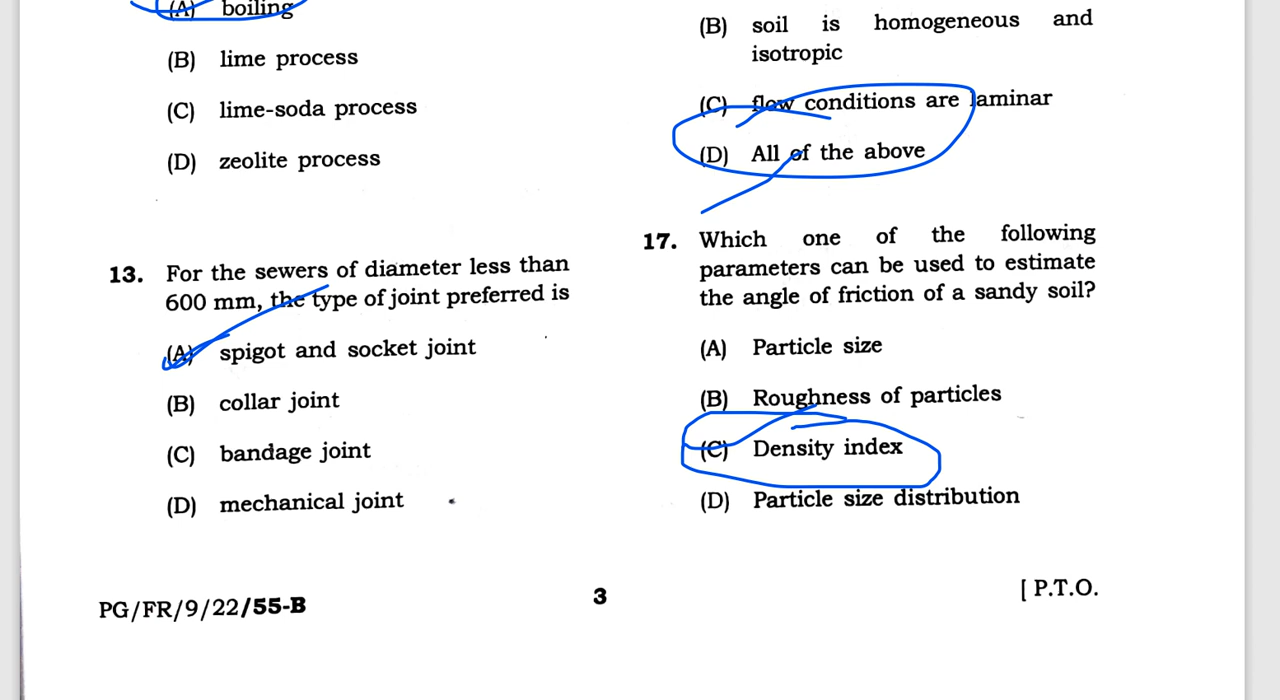 (A) boiling
(B) lime process
(C) lime-soda process
(D) zeolite process
13. For the sewers of diameter less than
600 mm, the type of joint preferred is
(A) spigot and socket joint
(B) collar joint
(C) bandage joint
(D) mechanical joint
(B) soil is homogeneous and
isotropic
(C) flow conditions are laminar
(D) All of the above
17. Which one of the following
parameters can be used to estimate
the angle of friction of a sandy soil?
(A) Particle size
(B) Roughness of particles
(C) Density index
(D) Particle size distribution
PG/FR/9/22/55-B
3
[ P.T.O.